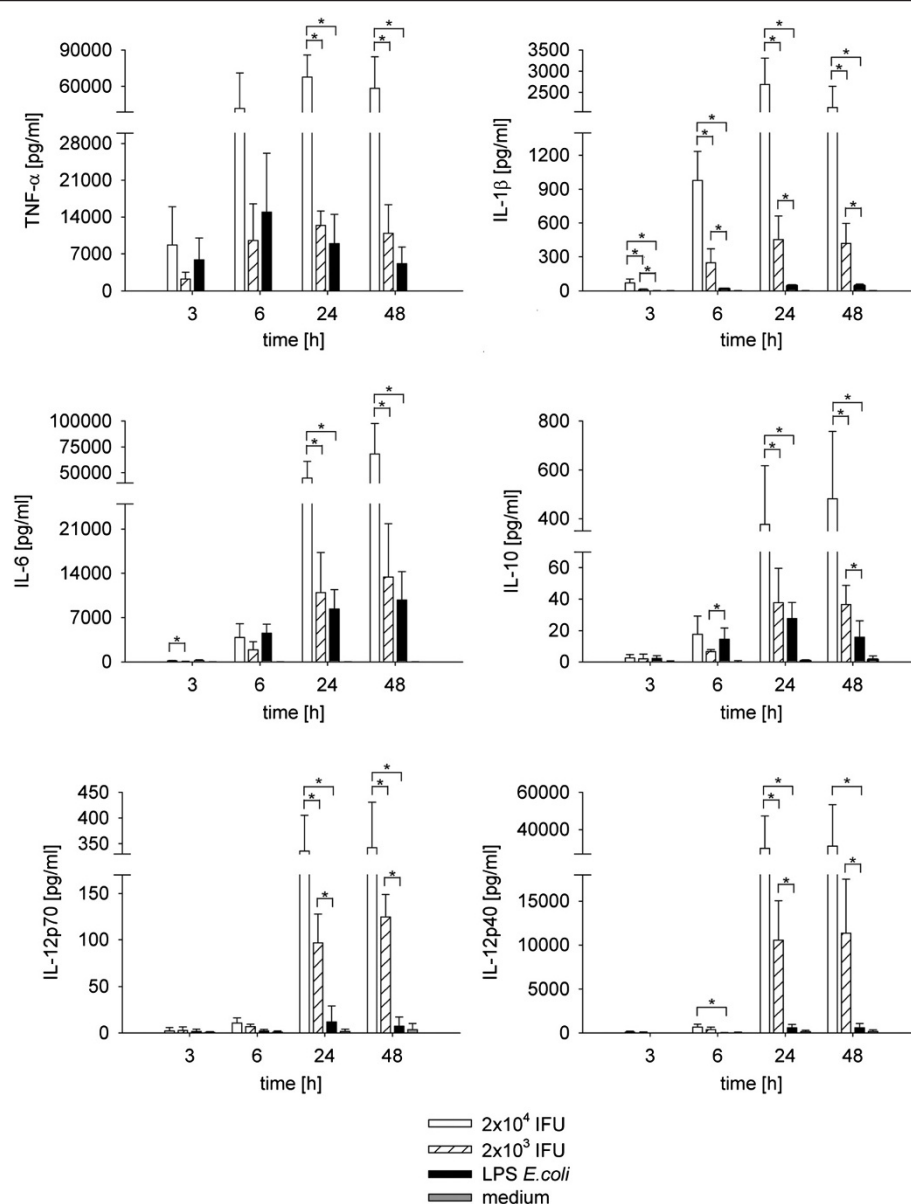 TNF-α [pg/ml]
90000
60000
30000
28000
21000
14000
7000
0
3 6 24 48
time [h]
* * * *
IL-1β [pg/ml]
3500
3000
2500
1200
900
600
300
0
3 6 24 48
time [h]
* * * * * * * * * * * *
IL-6 [pg/ml]
100000
75000
50000
21000
14000
7000
0
3 6 24 48
time [h]
* * * * *
IL-10 [pg/ml]
800
600
400
60
40
20
0
3 6 24 48
time [h]
* * * * * *
IL-12p70 [pg/ml]
450
400
350
150
100
50
0
3 6 24 48
time [h]
* * * * * *
IL-12p40 [pg/ml]
60000
40000
15000
10000
5000
0
3 6 24 48
time [h]
* * * * * *
2x10⁴ IFU
2x10³ IFU
LPS E.coli
medium